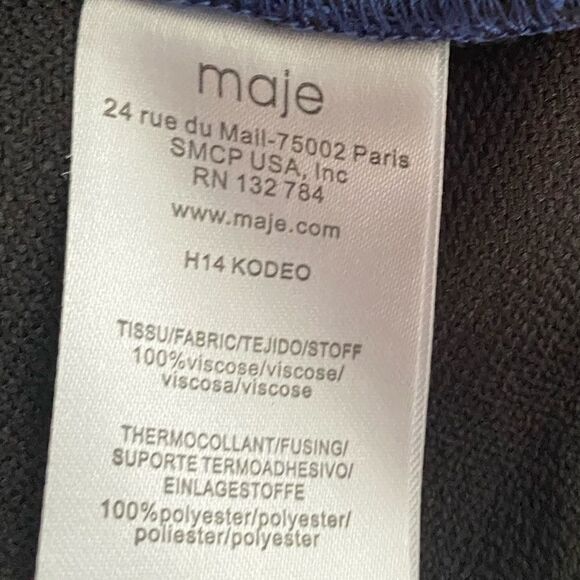 maje
24 rue du Mail-75002 Paris
SMCP USA, Inc
RN 132 784
www.maje.com
H14 KODEO
TISSU/FABRIC/TEJIDO/STOFF
100%viscose/viscose/
viscosa/viscose
THERMOCOLLANT/FUSING/
SUPORTE TERMOADHESIVO/
EINLAGESTOFFE
100%polyester/polyester/
poliester/polyester